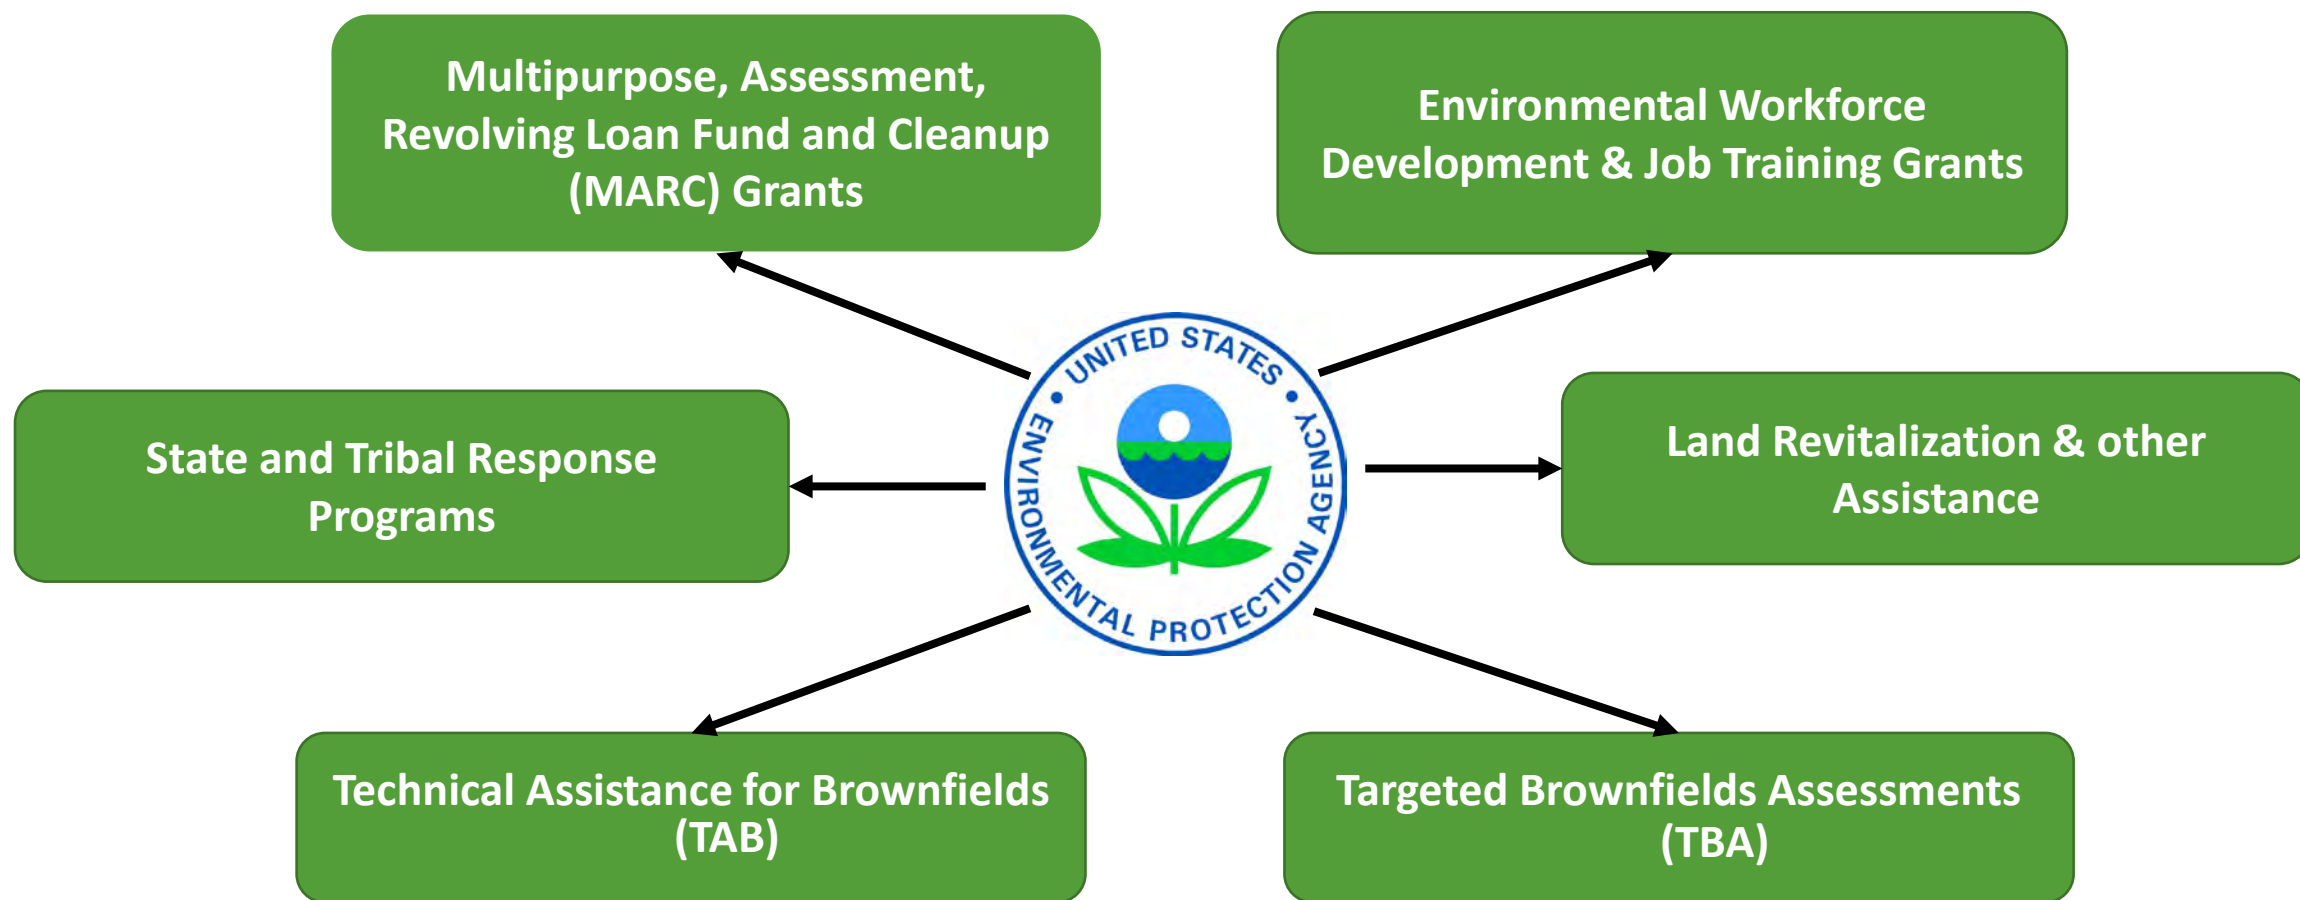 Multipurpose, Assessment,
Revolving Loan Fund and Cleanup
(MARC) Grants
Environmental Workforce
Development & Job Training Grants
UNITED STATES • ENVIRONMENTAL PROTECTION AGENCY •
State and Tribal Response
Programs
Land Revitalization & other
Assistance
Technical Assistance for Brownfields
(TAB)
Targeted Brownfields Assessments
(TBA)